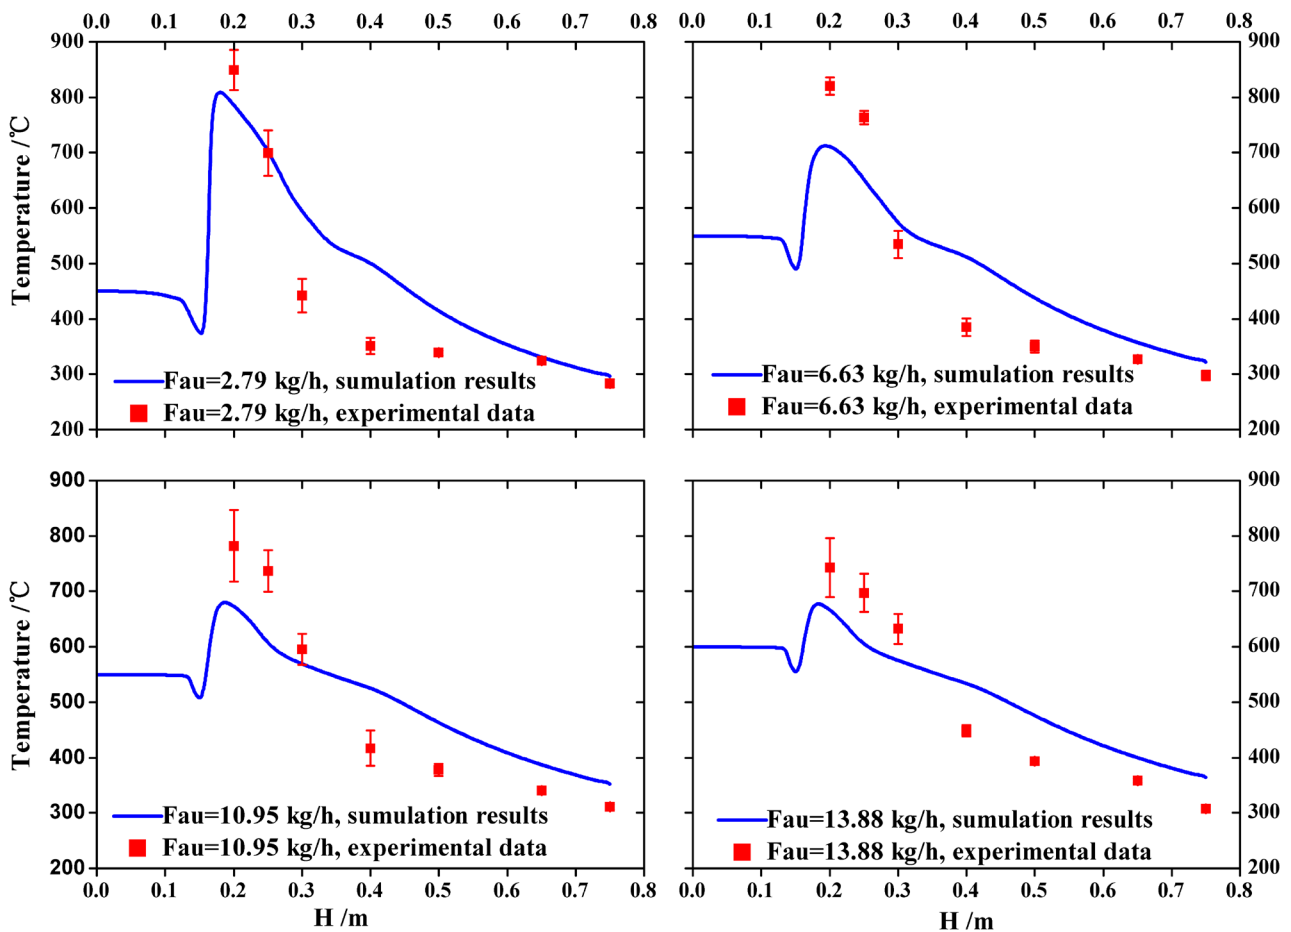 0.0 0.1 0.2 0.3 0.4 0.5 0.6 0.7 0.8
0.0 0.1 0.2 0.3 0.4 0.5 0.6 0.7 0.8
900
800
700
600
500
400
300
200
Temperature /℃
Fau=2.79 kg/h, sumulation results
Fau=2.79 kg/h, experimental data
900
800
700
600
500
400
300
200
Fau=6.63 kg/h, sumulation results
Fau=6.63 kg/h, experimental data
900
800
700
600
500
400
300
200
Temperature /℃
Fau=10.95 kg/h, sumulation results
Fau=10.95 kg/h, experimental data
900
800
700
600
500
400
300
200
Fau=13.88 kg/h, sumulation results
Fau=13.88 kg/h, experimental data
0.0 0.1 0.2 0.3 0.4 0.5 0.6 0.7 0.8
0.0 0.1 0.2 0.3 0.4 0.5 0.6 0.7 0.8
H /m
H /m